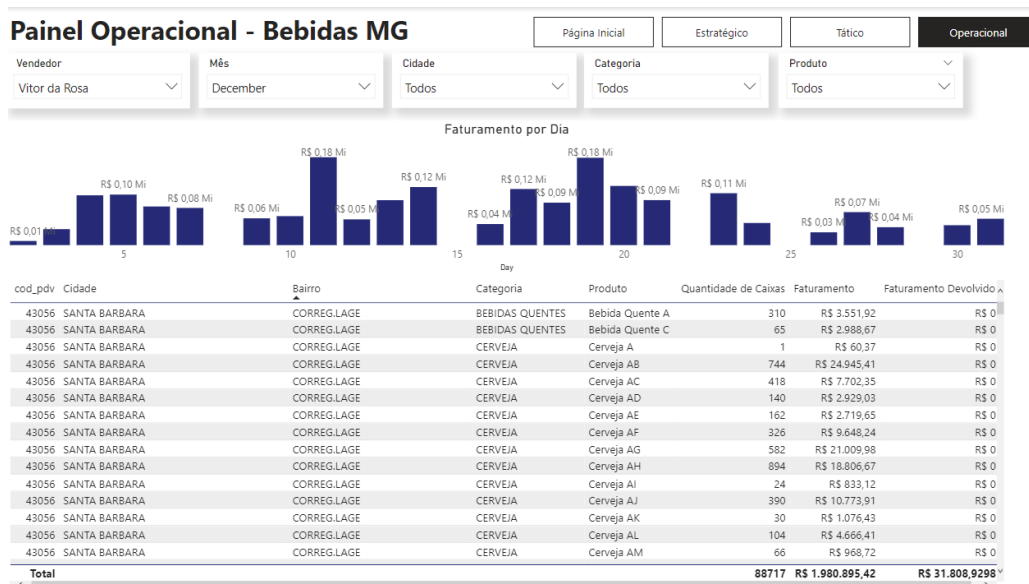 Painel Operacional - Bebidas MG
Página Inicial
Estratégico
Tático
Operacional
Vendedor
Vitor da Rosa
Mês
December
Cidade
Todos
Categoria
Todos
Produto
Todos
Faturamento por Dia
R$ 0,01 Mi
R$ 0,10 Mi
R$ 0,08 Mi
R$ 0,06 Mi
R$ 0,18 Mi
R$ 0,05 Mi
R$ 0,12 Mi
R$ 0,04 Mi
R$ 0,12 Mi
R$ 0,09 Mi
R$ 0,18 Mi
R$ 0,09 Mi
R$ 0,11 Mi
R$ 0,03 Mi
R$ 0,07 Mi
R$ 0,04 Mi
R$ 0,05 Mi
5 10 15 20 25 30
Day
cod_pdv Cidade Bairro Categoria Produto Quantidade de Caixas Faturamento Faturamento Devolvido
43056 SANTA BARBARA CORREG.LAGE BEBIDAS QUENTES Bebida Quente A 310 R$ 3.551,92 R$ 0
43056 SANTA BARBARA CORREG.LAGE BEBIDAS QUENTES Bebida Quente C 65 R$ 2.988,67 R$ 0
43056 SANTA BARBARA CORREG.LAGE CERVEJA Cerveja A 1 R$ 60,37 R$ 0
43056 SANTA BARBARA CORREG.LAGE CERVEJA Cerveja AB 744 R$ 24.945,41 R$ 0
43056 SANTA BARBARA CORREG.LAGE CERVEJA Cerveja AC 418 R$ 7.702,35 R$ 0
43056 SANTA BARBARA CORREG.LAGE CERVEJA Cerveja AD 140 R$ 2.929,03 R$ 0
43056 SANTA BARBARA CORREG.LAGE CERVEJA Cerveja AE 162 R$ 2.719,65 R$ 0
43056 SANTA BARBARA CORREG.LAGE CERVEJA Cerveja AF 326 R$ 9.648,24 R$ 0
43056 SANTA BARBARA CORREG.LAGE CERVEJA Cerveja AG 582 R$ 21.009,98 R$ 0
43056 SANTA BARBARA CORREG.LAGE CERVEJA Cerveja AH 894 R$ 18.806,67 R$ 0
43056 SANTA BARBARA CORREG.LAGE CERVEJA Cerveja AI 24 R$ 833,12 R$ 0
43056 SANTA BARBARA CORREG.LAGE CERVEJA Cerveja AJ 390 R$ 10.773,91 R$ 0
43056 SANTA BARBARA CORREG.LAGE CERVEJA Cerveja AK 30 R$ 1.076,43 R$ 0
43056 SANTA BARBARA CORREG.LAGE CERVEJA Cerveja AL 104 R$ 4.666,41 R$ 0
43056 SANTA BARBARA CORREG.LAGE CERVEJA Cerveja AM 66 R$ 968,72 R$ 0
Total 88717 R$ 1.980.895,42 R$ 31.808,9298